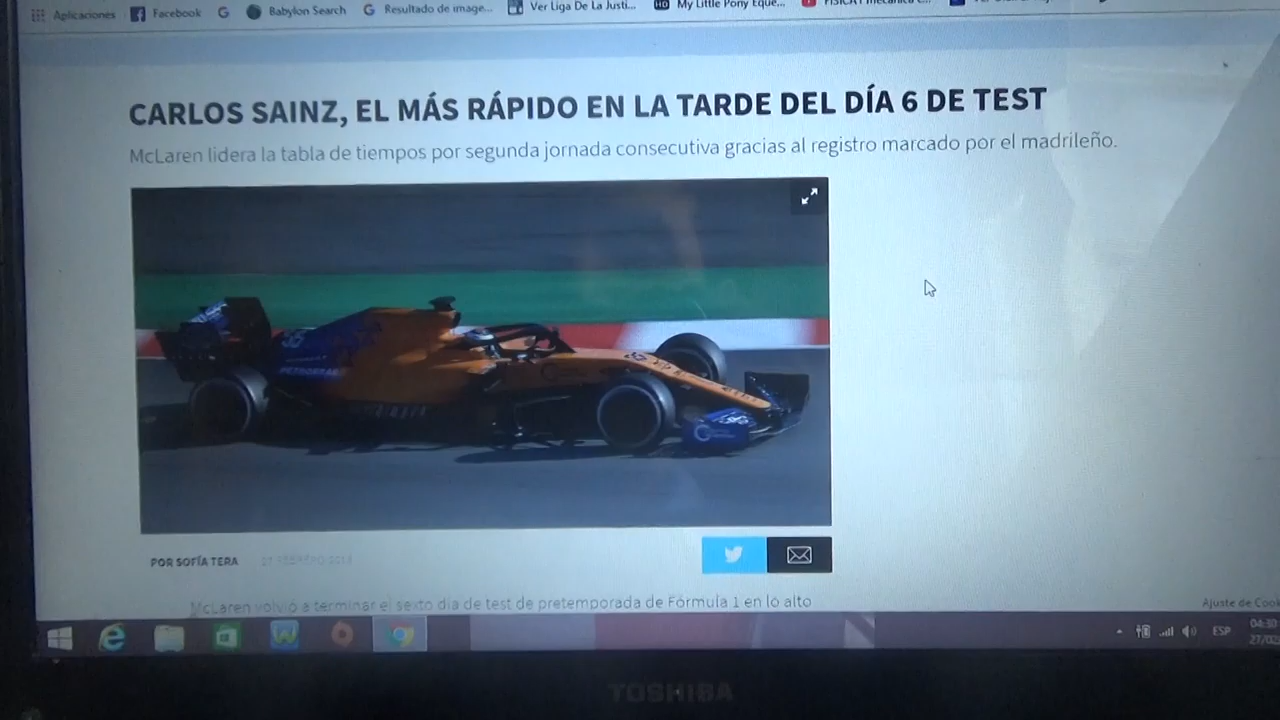 Aplicaciones Facebook Babylon Search Resultado de image... Ver Liga De La Justi... My Little Pony Eque...
CARLOS SAINZ, EL MÁS RÁPIDO EN LA TARDE DEL DÍA 6 DE TEST
McLaren lidera la tabla de tiempos por segunda jornada consecutiva gracias al registro marcado por el madrileño.
PETROBRAS
POR SOFÍA TERA
McLaren volvió a terminar el sexto día de test de pretemporada de Fórmula 1 en lo alto
Ajuste de
ESP
TOSHIBA